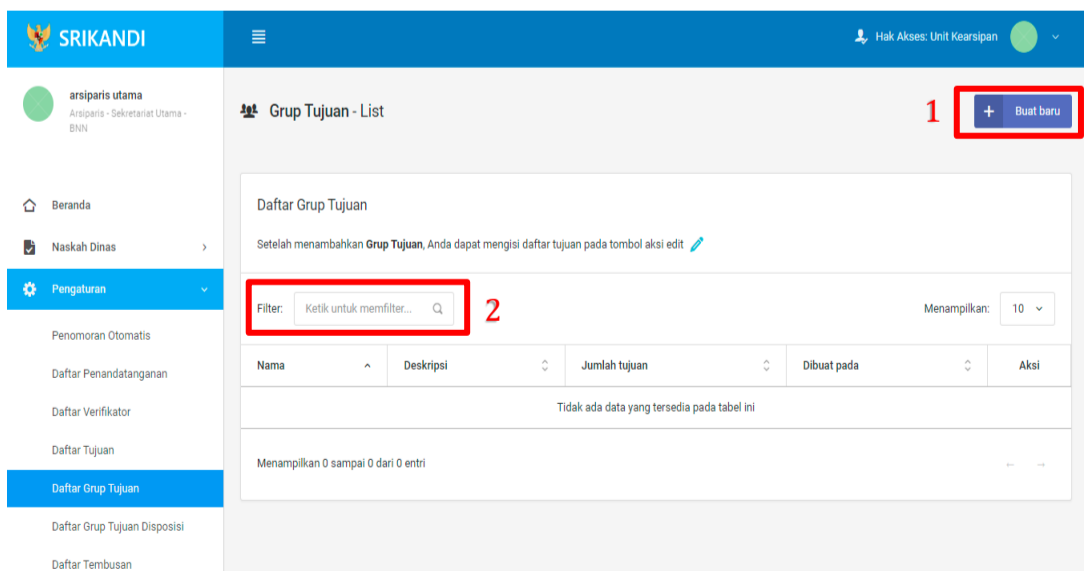 SRIKANDI
Hak Akses: Unit Kearsipan
arsiparis utama
Arsiparis - Sekretariat Utama -
BNN
Grup Tujuan - List
1
+ Buat baru
Beranda
Naskah Dinas
Pengaturan
Penomoran Otomatis
Daftar Penandatanganan
Daftar Verifikator
Daftar Tujuan
Daftar Grup Tujuan
Daftar Grup Tujuan Disposisi
Daftar Tembusan
Daftar Grup Tujuan
Setelah menambahkan Grup Tujuan, Anda dapat mengisi daftar tujuan pada tombol aksi edit
Filter: Ketik untuk memfilter...
2
Menampilkan: 10
Nama Deskripsi Jumlah tujuan Dibuat pada Aksi
Tidak ada data yang tersedia pada tabel ini
Menampilkan 0 sampai 0 dari 0 entri
← →